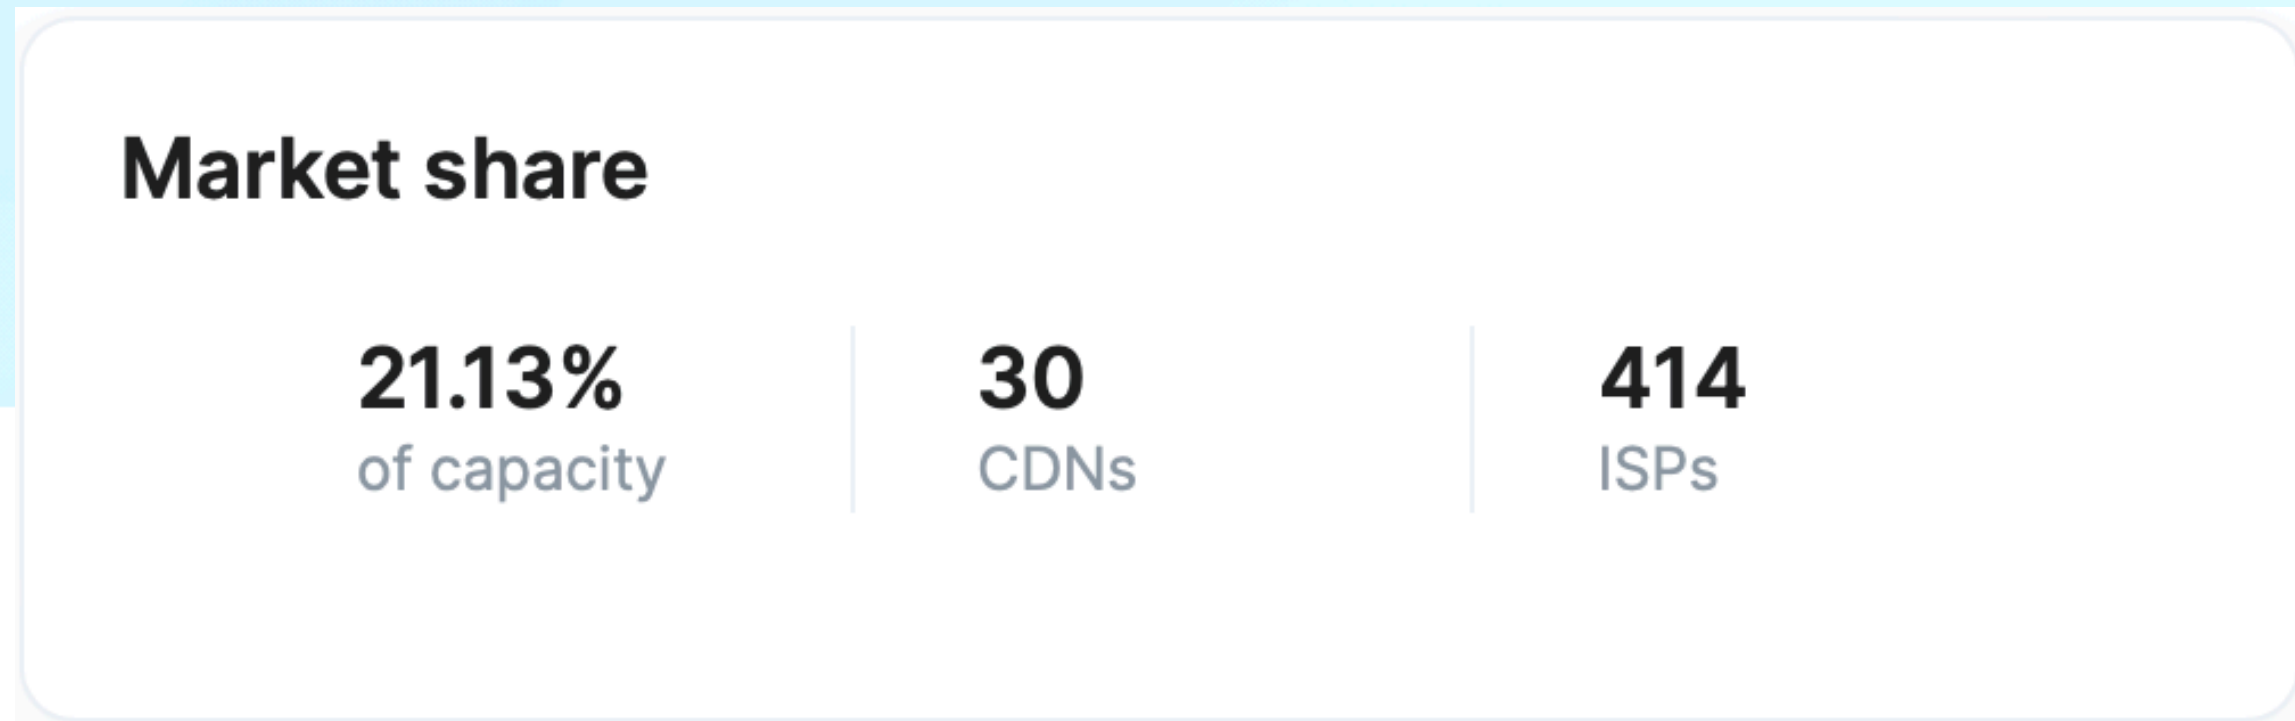 Market share
21.13%
of capacity
30
CDNs
414
ISPs